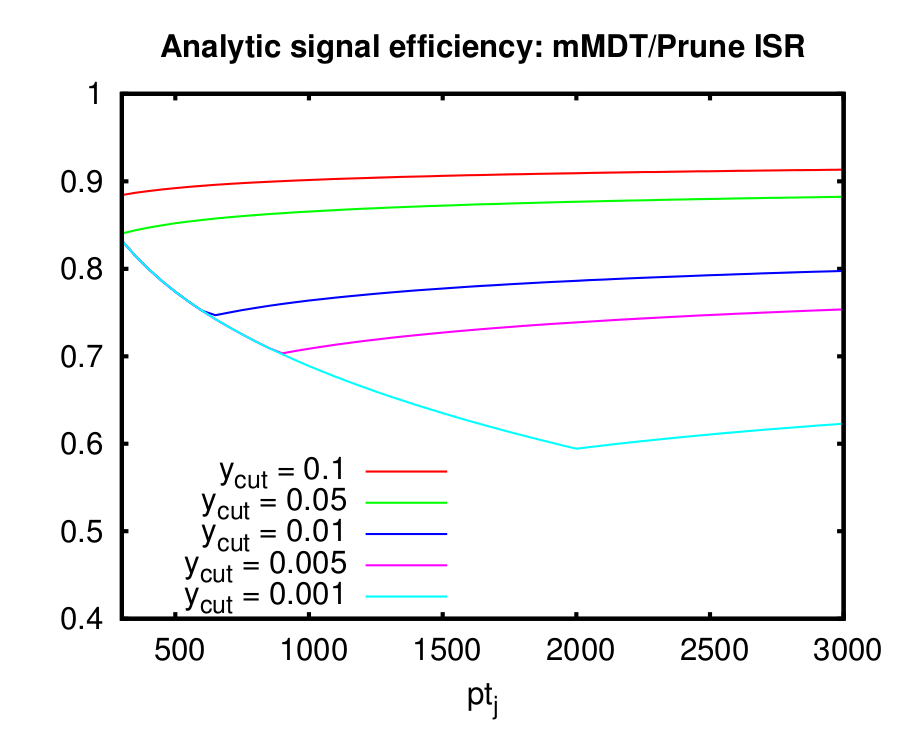 Analytic signal efficiency: mMDT/Prune ISR
1
0.9
0.8
0.7
0.6
0.5
0.4
y_cut = 0.1
y_cut = 0.05
y_cut = 0.01
y_cut = 0.005
y_cut = 0.001
500 1000 1500 2000 2500 3000
pt_j